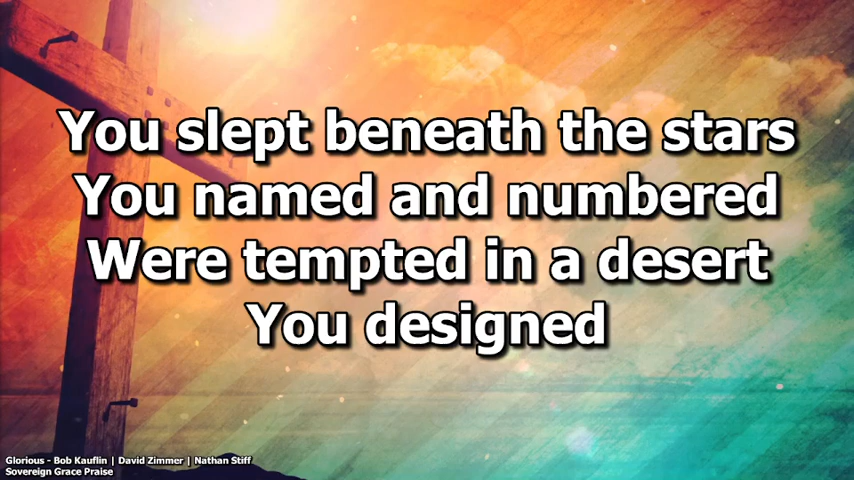 You slept beneath the stars
You named and numbered
Were tempted in a desert
You designed
Glorious - Bob Kauflin | David Zimmer | Nathan Stiff
Sovereign Grace Praise